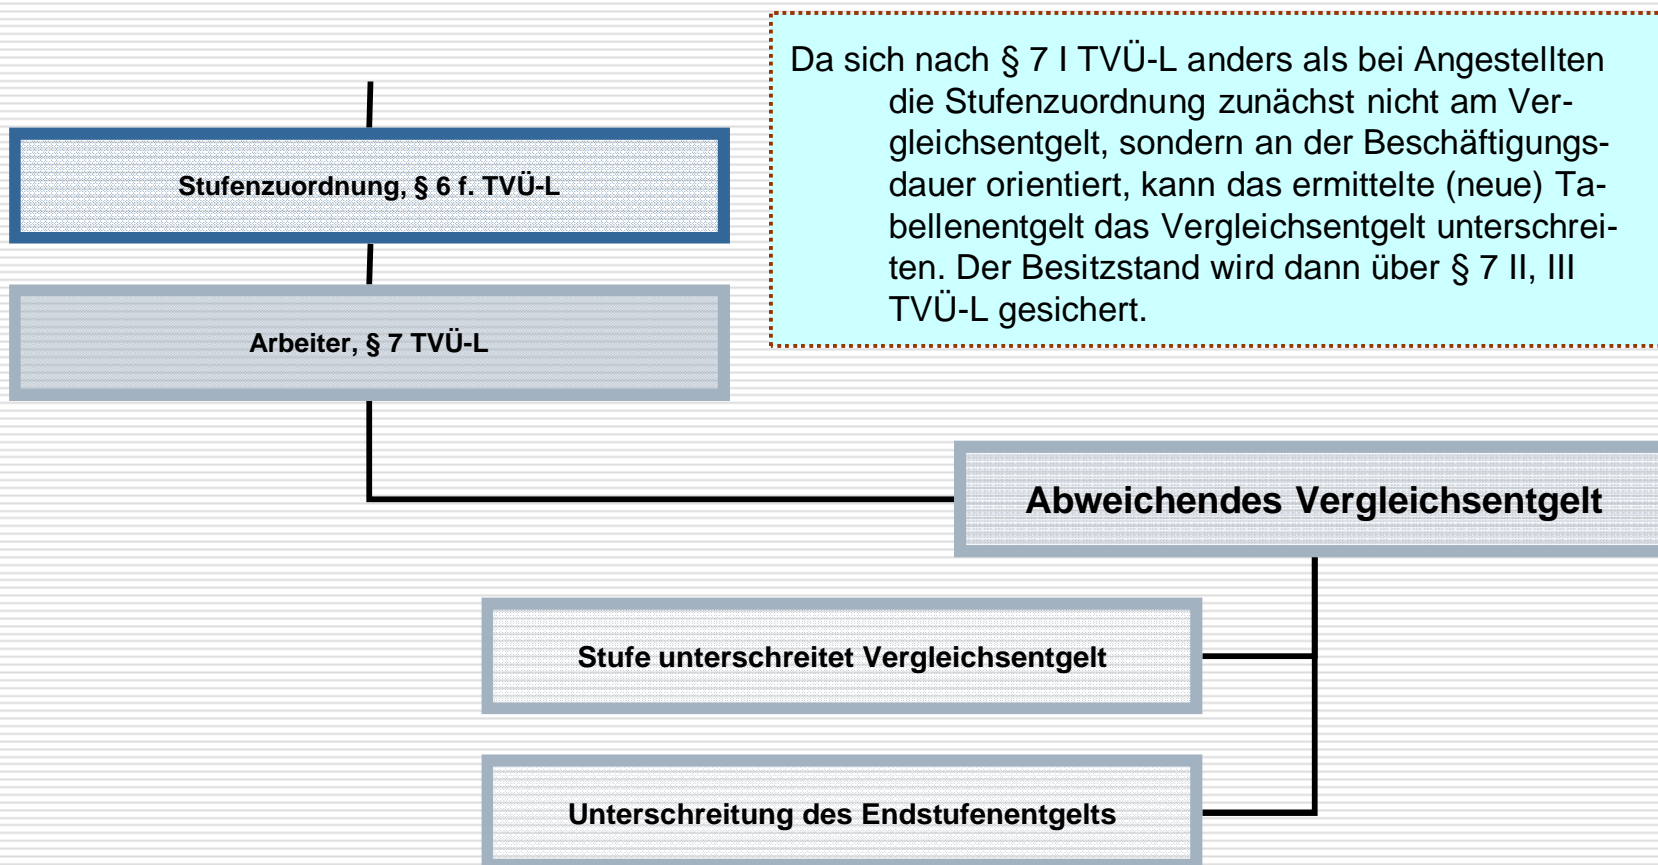 Da sich nach § 7 I TVÜ-L anders als bei Angestellten
die Stufenzuordnung zunächst nicht am Ver-
gleichsentgelt, sondern an der Beschäftigungs-
dauer orientiert, kann das ermittelte (neue) Ta-
bellenentgelt das Vergleichsentgelt unterschrei-
ten. Der Besitzstand wird dann über § 7 II, III
TVÜ-L gesichert.
Stufenzuordnung, § 6 f. TVÜ-L
Arbeiter, § 7 TVÜ-L
Abweichendes Vergleichsentgelt
Stufe unterschreitet Vergleichsentgelt
Unterschreitung des Endstufenentgelts